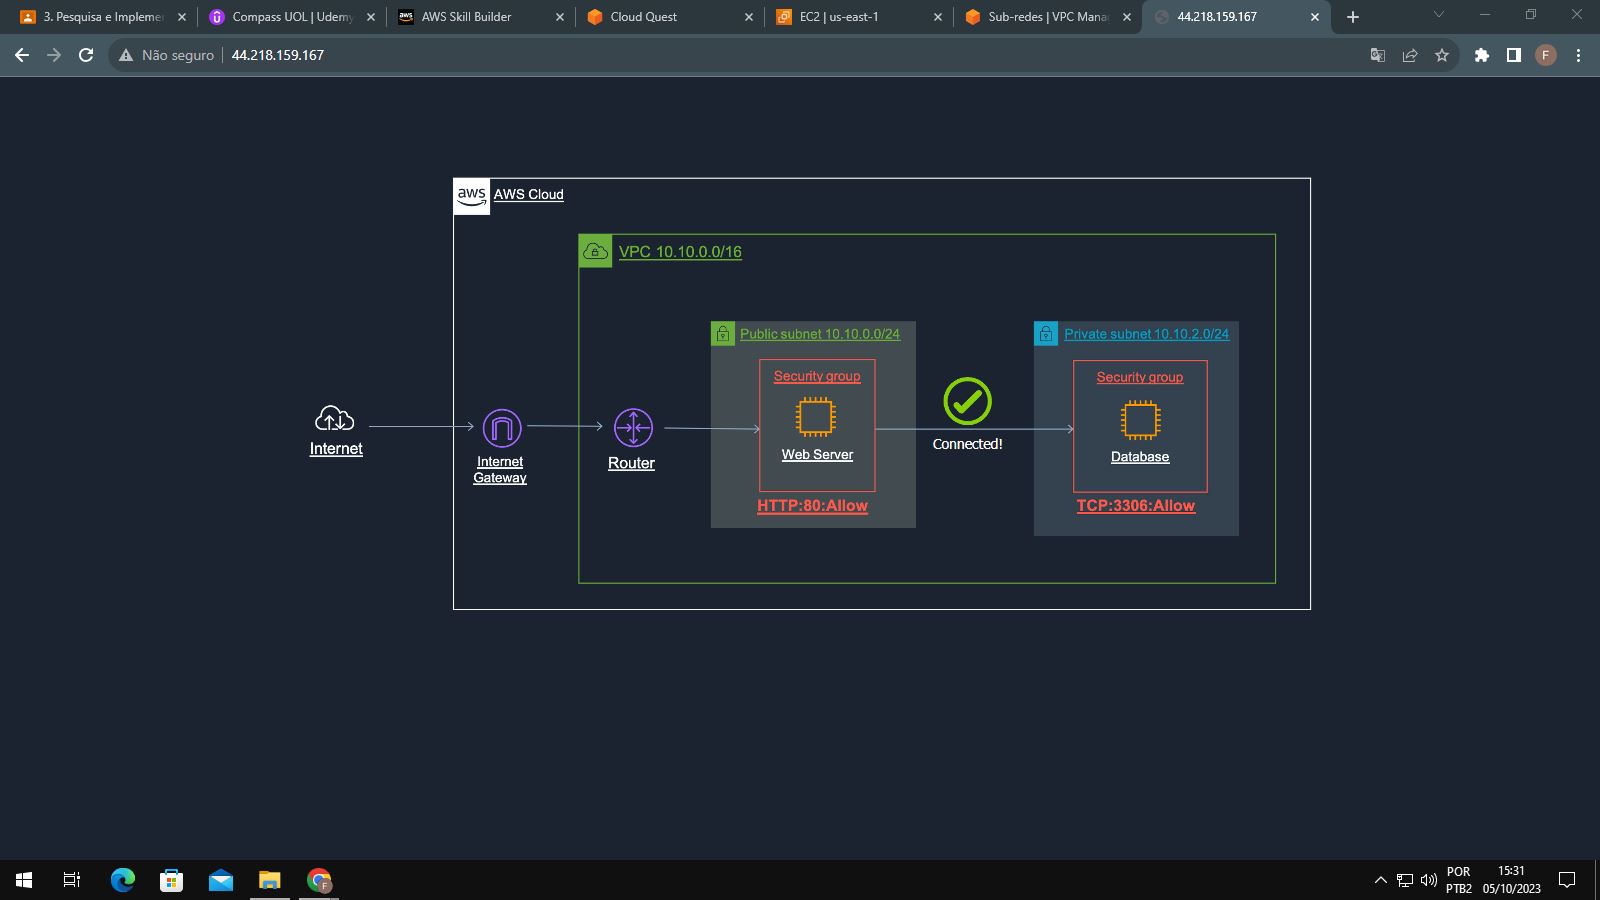 3. Pesquisa e Implemen
Compass UOL | Udemy
aws
AWS Skill Builder
Cloud Quest
EC2 | us-east-1
Sub-redes | VPC Mana
44.218.159.167
Não seguro
44.218.159.167
F
aws
AWS Cloud
VPC 10.10.0.0/16
Public subnet 10.10.0.0/24
Private subnet 10.10.2.0/24
Security group
Security group
Internet
Internet
Gateway
Router
Web Server
Connected!
Database
HTTP:80:Allow
TCP:3306:Allow
F
POR
PTB2
15:31
05/10/2023